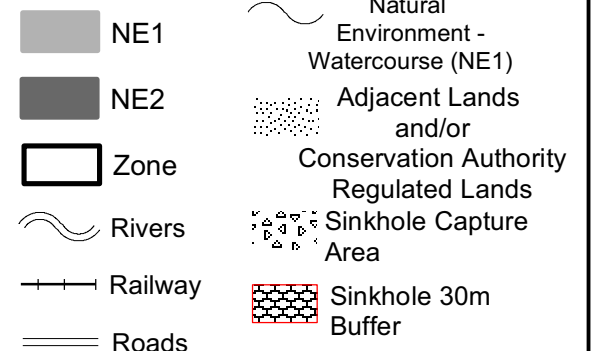 NE1
NE2
Zone
Rivers
Railway
Roads
Natural
Environment -
Watercourse (NE1)
Adjacent Lands
and/or
Conservation Authority
Regulated Lands
Sinkhole Capture
Area
Sinkhole 30m
Buffer